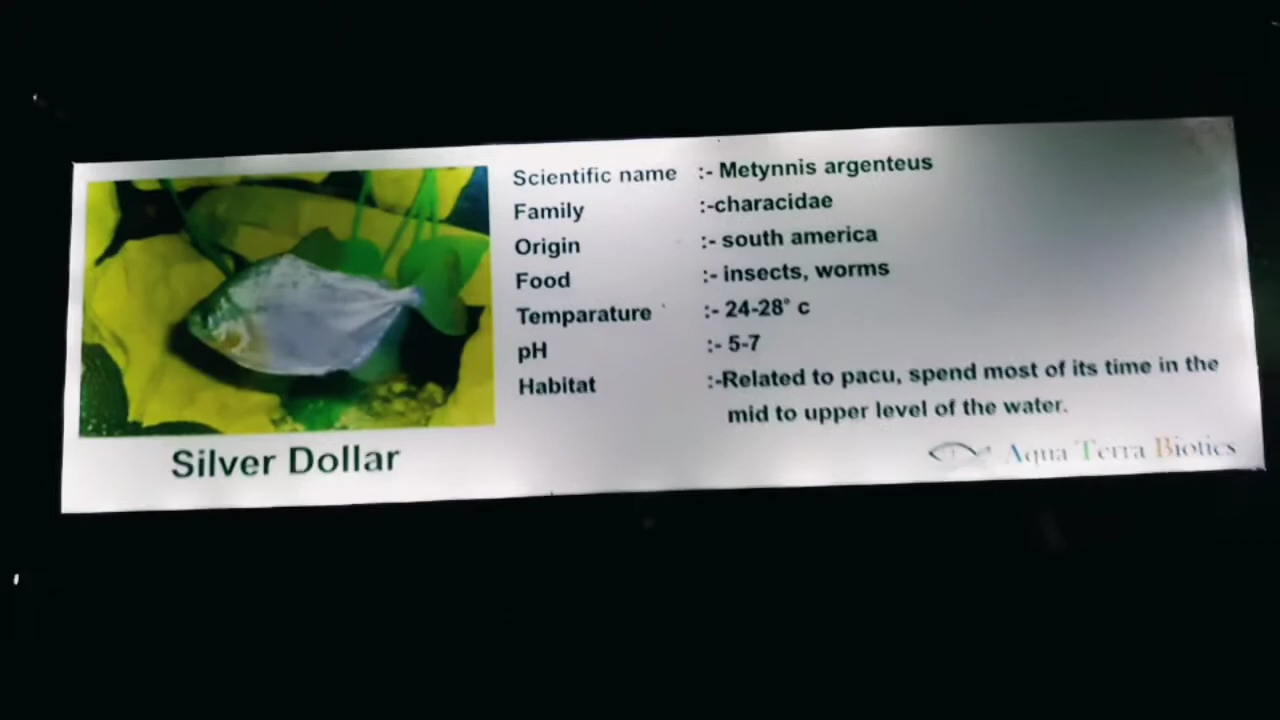 Scientific name :- Metynnis argenteus
Family :-characidae
Origin :- south america
Food :- insects, worms
Temparature :- 24-28° c
pH :- 5-7
Habitat :-Related to pacu, spend most of its time in the
mid to upper level of the water.
Silver Dollar
Aqua Terra Biotics